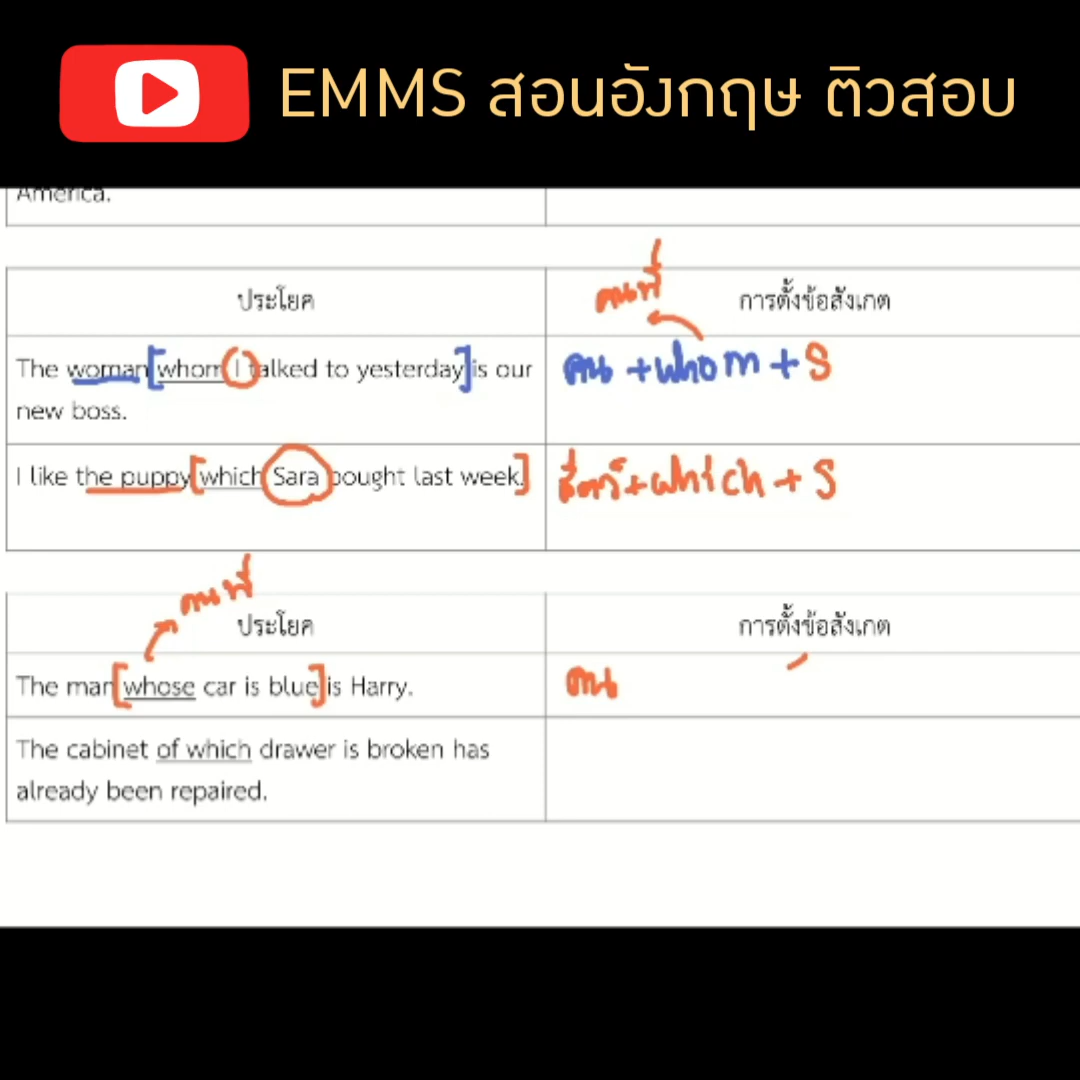 EMMS สอนอังกฤษ ติวสอบ
America.
คนที่
ประโยค การตั้งข้อสังเกต
The woman [whom I talked to yesterday] is our คน + whom + S
new boss.
I like the puppy [which Sara bought last week.] สัตว์ + which + S
คนที่
ประโยค การตั้งข้อสังเกต
The man [whose car is blue] is Harry. คน
The cabinet of which drawer is broken has
already been repaired.